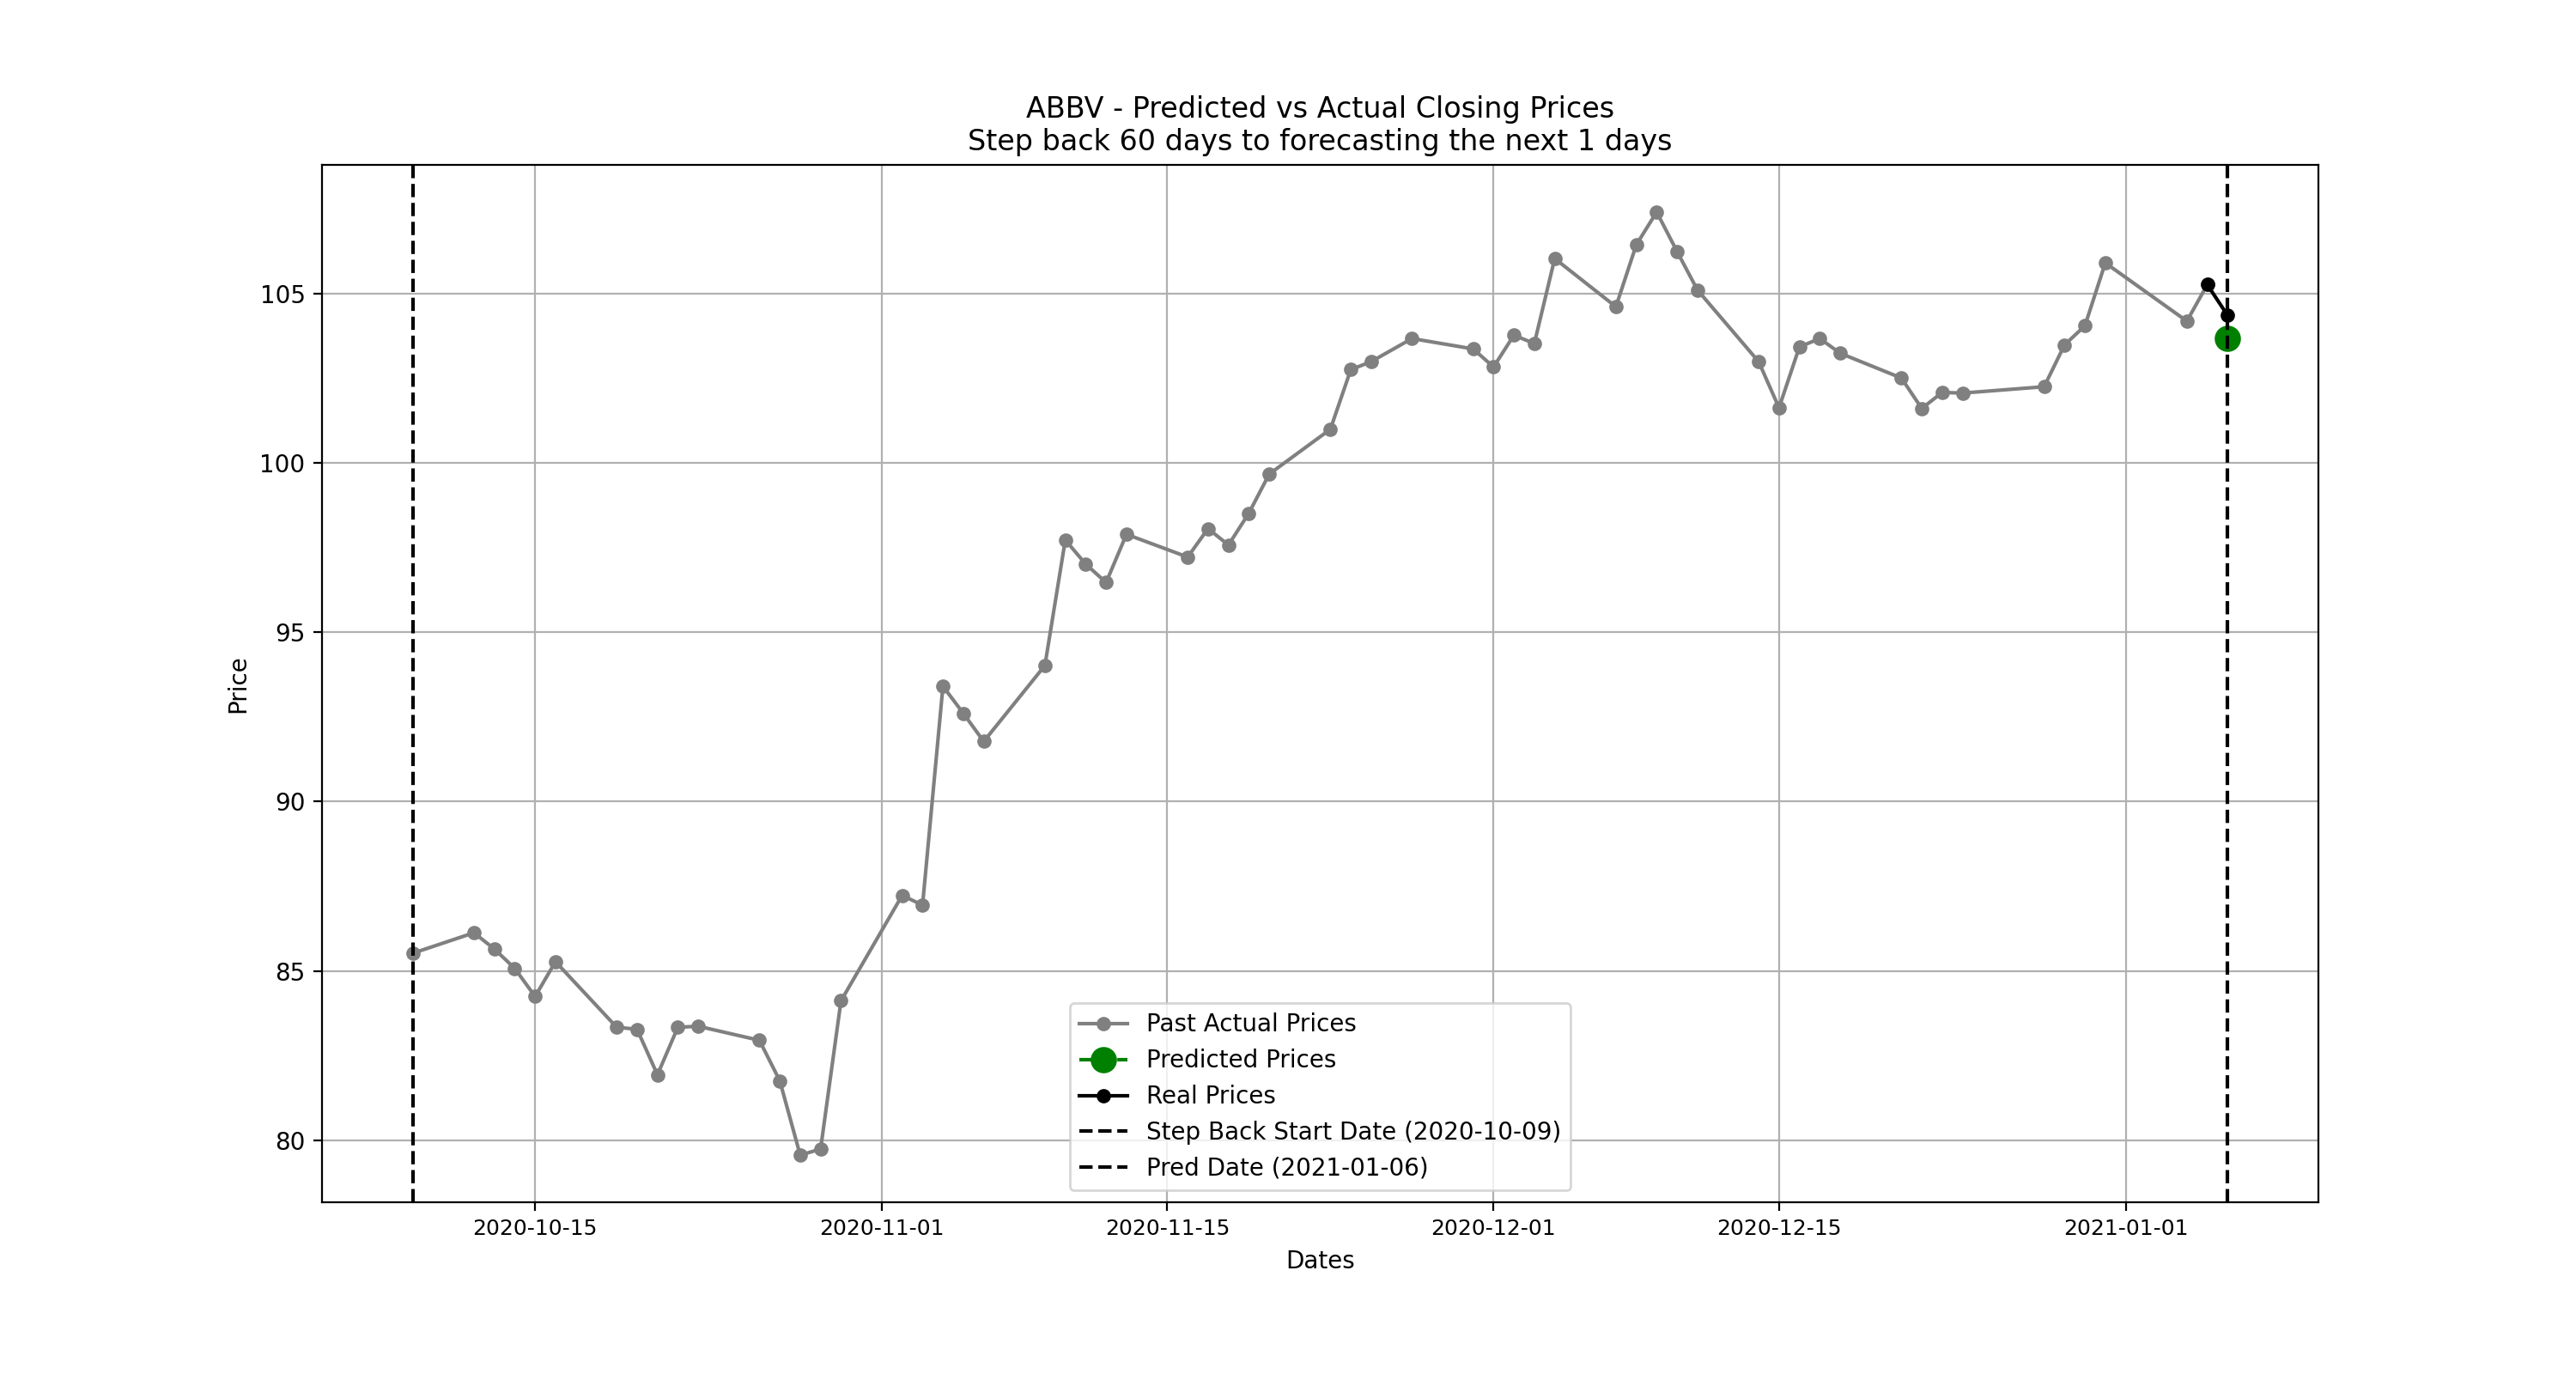 ABBV - Predicted vs Actual Closing Prices
Step back 60 days to forecasting the next 1 days
Price
105
100
95
90
85
80
Past Actual Prices
Predicted Prices
Real Prices
Step Back Start Date (2020-10-09)
Pred Date (2021-01-06)
2020-10-15 2020-11-01 2020-11-15 2020-12-01 2020-12-15 2021-01-01
Dates